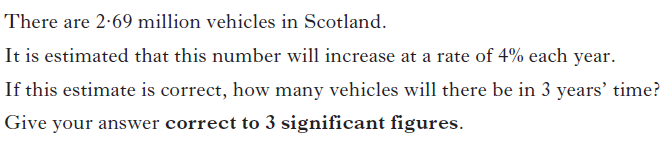 There are 2·69 million vehicles in Scotland.
It is estimated that this number will increase at a rate of 4% each year.
If this estimate is correct, how many vehicles will there be in 3 years’ time?
Give your answer correct to 3 significant figures.